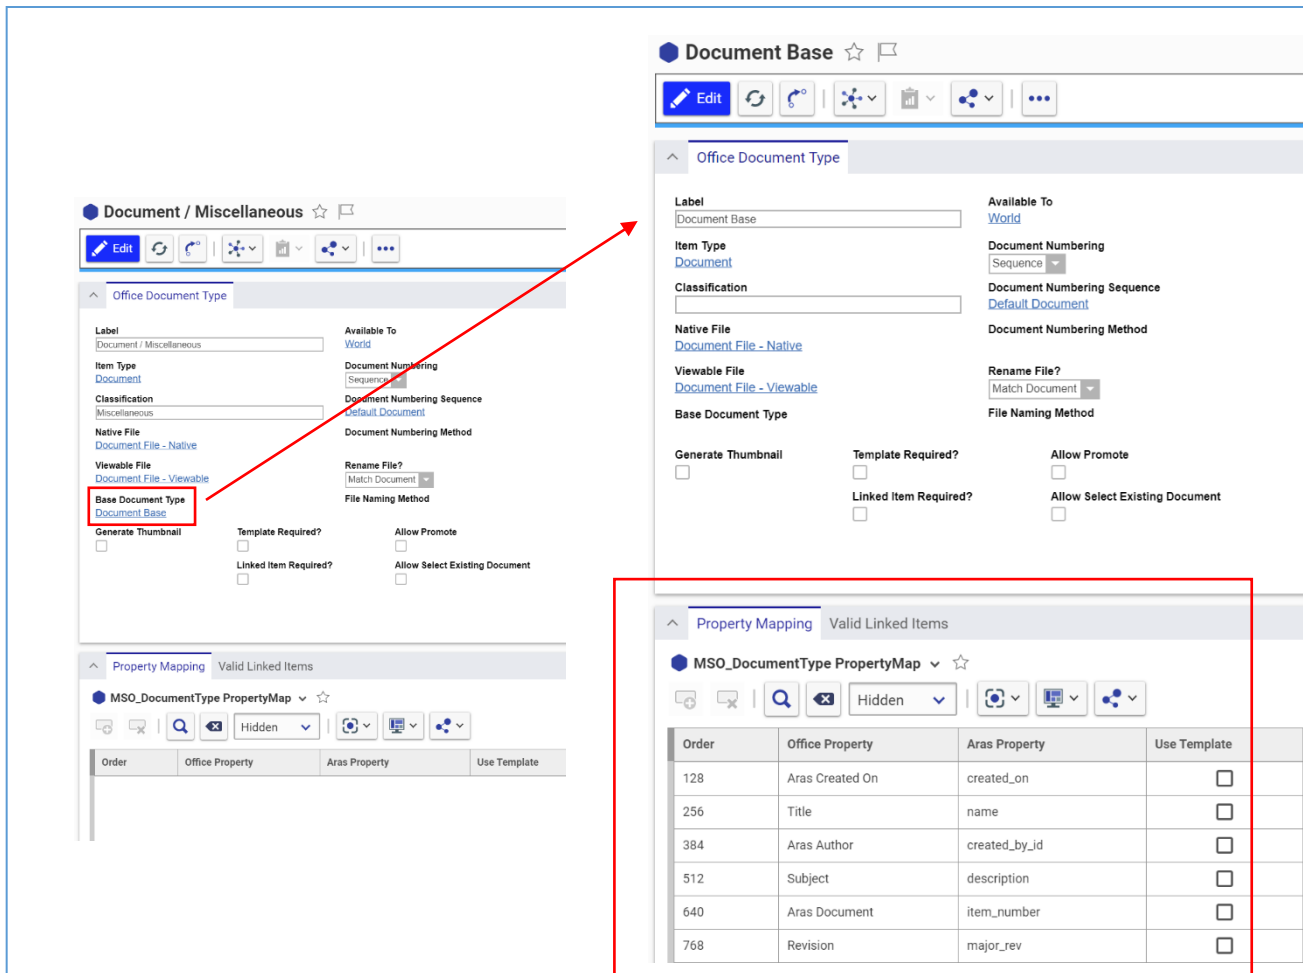 Document / Miscellaneous
Edit
Office Document Type
Label
Document / Miscellaneous
Available To
World
Item Type
Document
Document Numbering
Sequence
Classification
Miscellaneous
Document Numbering Sequence
Default Document
Native File
Document File - Native
Document Numbering Method
Viewable File
Document File - Viewable
Rename File?
Match Document
Base Document Type
Document Base
File Naming Method
Generate Thumbnail
Template Required?
Allow Promote
Linked Item Required?
Allow Select Existing Document
Property Mapping Valid Linked Items
MSO_DocumentType PropertyMap
Hidden
Order Office Property Aras Property Use Template
Document Base
Edit
Office Document Type
Label
Document Base
Available To
World
Item Type
Document
Document Numbering
Sequence
Classification
Document Numbering Sequence
Default Document
Native File
Document File - Native
Document Numbering Method
Viewable File
Document File - Viewable
Rename File?
Match Document
Base Document Type
File Naming Method
Generate Thumbnail
Template Required?
Allow Promote
Linked Item Required?
Allow Select Existing Document
Property Mapping Valid Linked Items
MSO_DocumentType PropertyMap
Hidden
Order Office Property Aras Property Use Template
128 Aras Created On created_on
256 Title name
384 Aras Author created_by_id
512 Subject description
640 Aras Document item_number
768 Revision major_rev